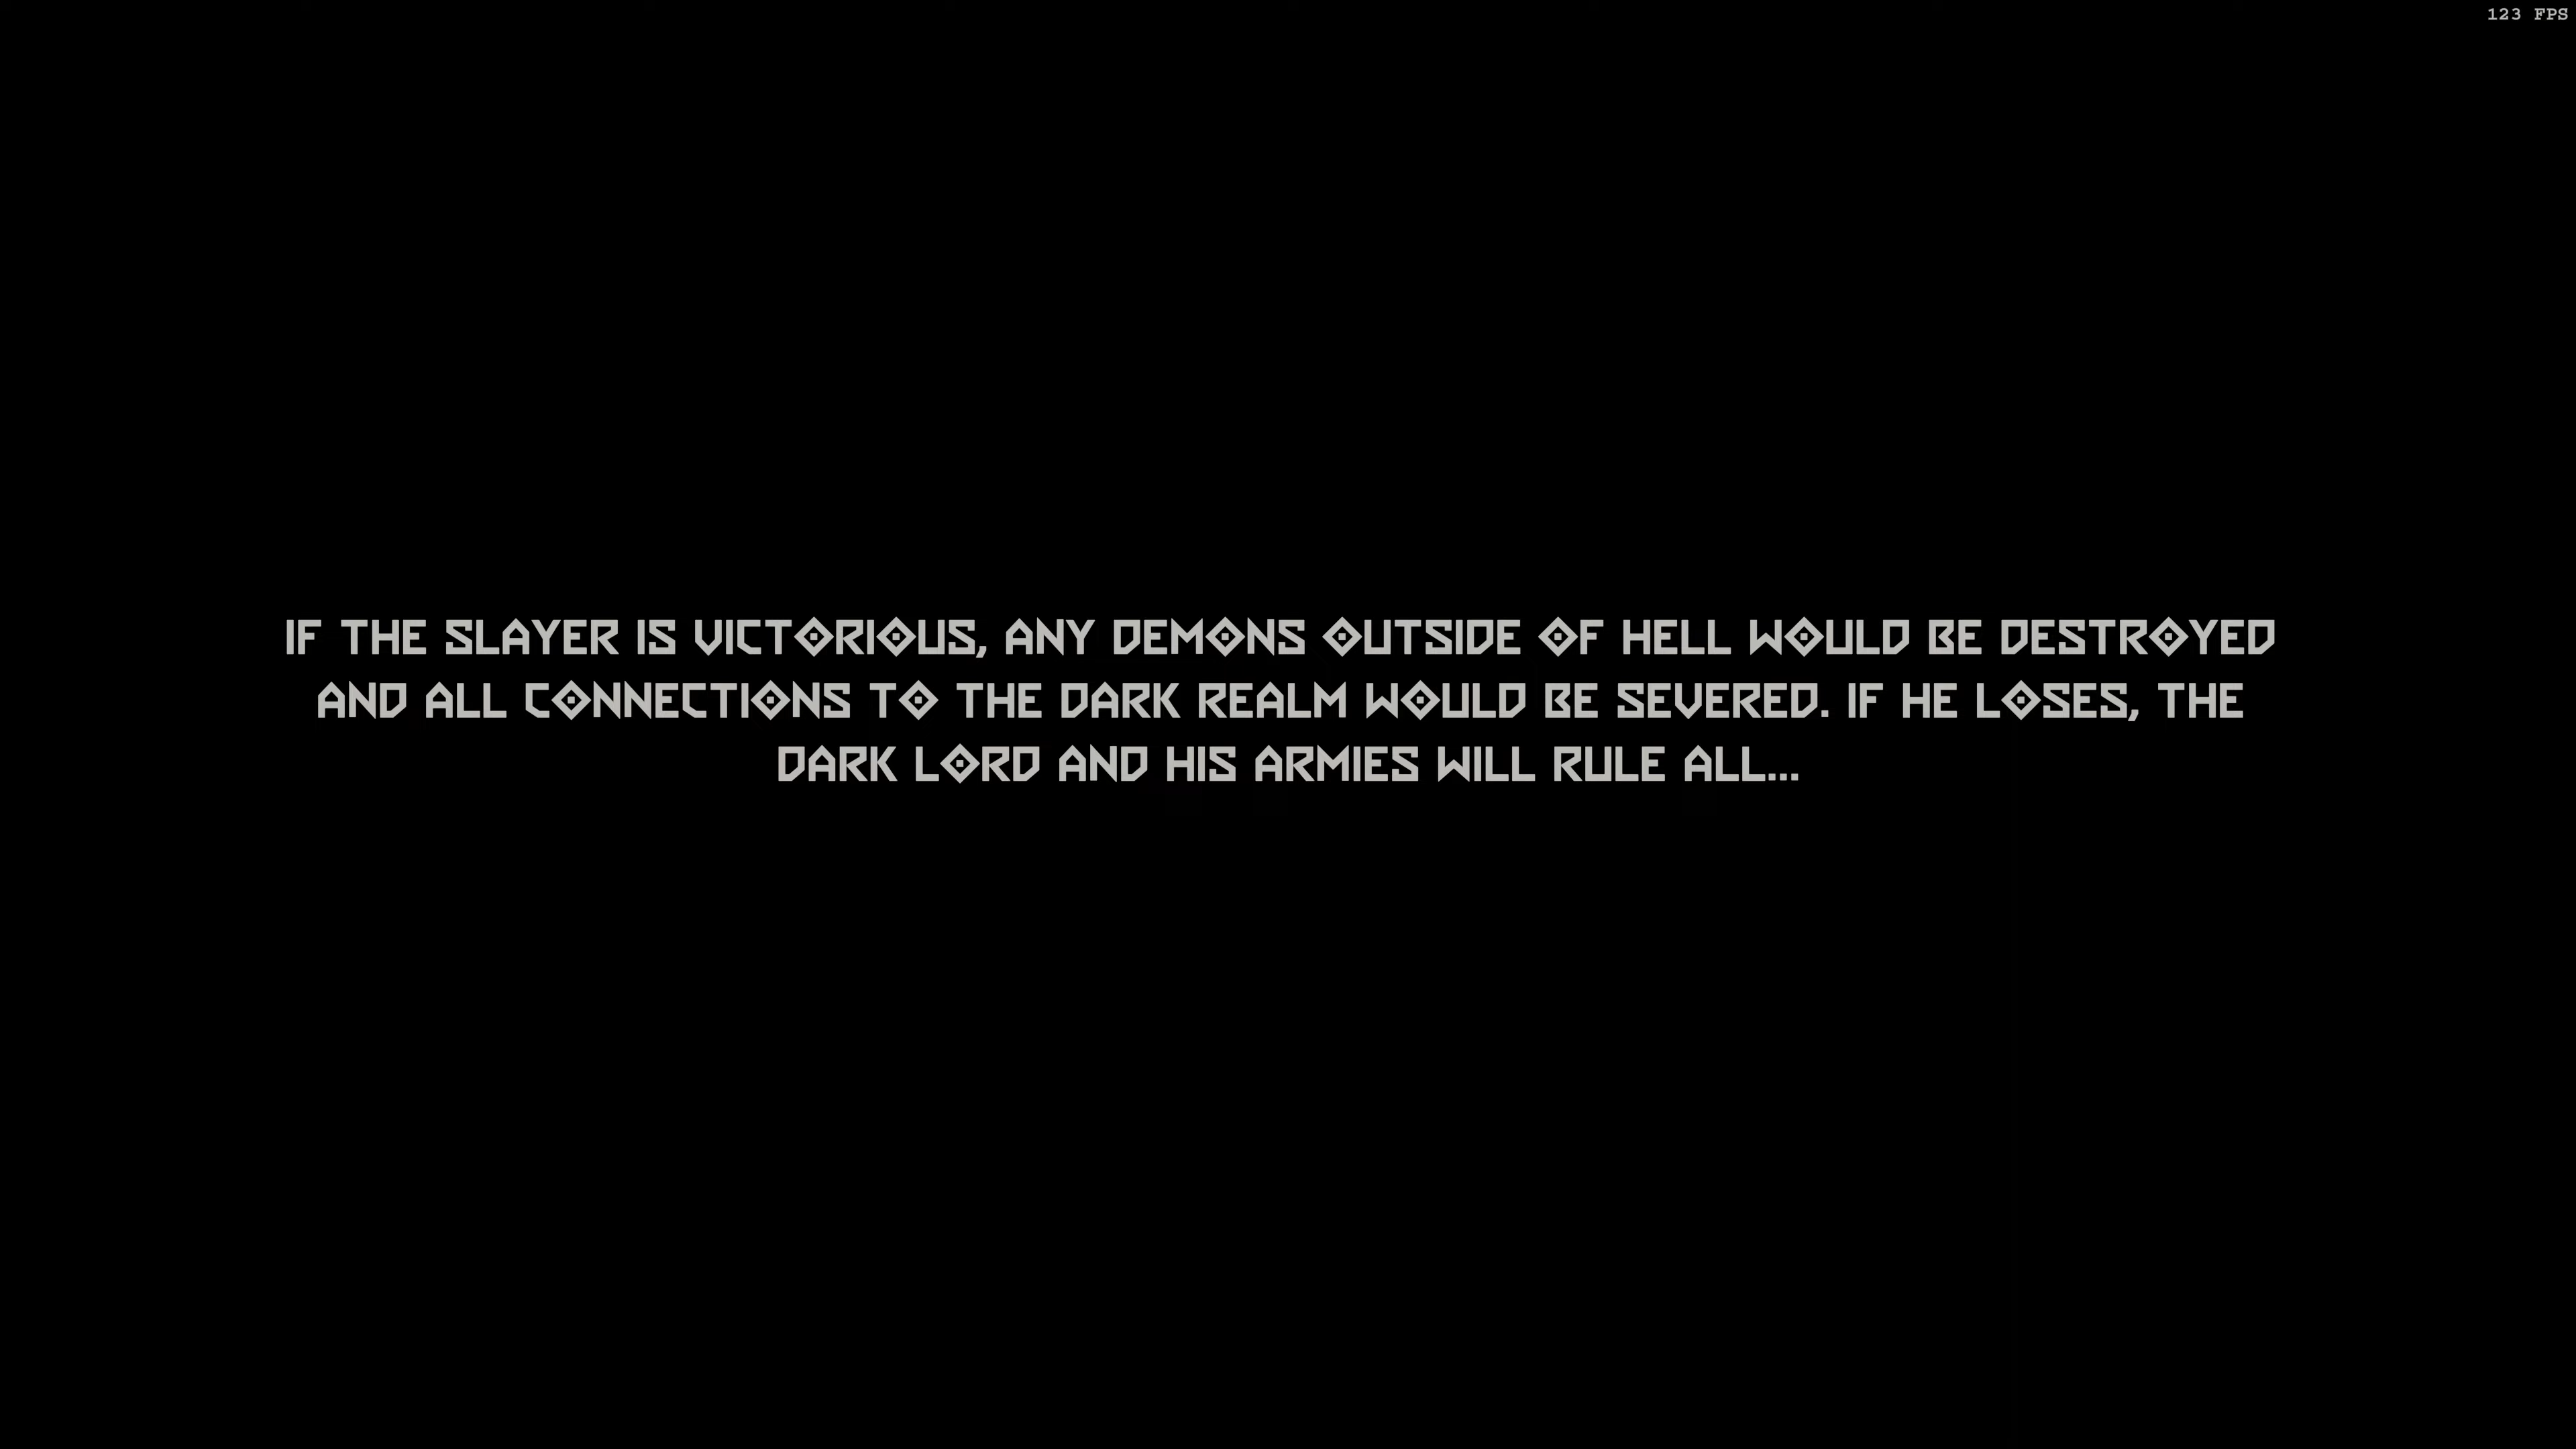 123 FPS
IF THE SLAYER IS VICTORIOUS, ANY DEMONS OUTSIDE OF HELL WOULD BE DESTROYED
AND ALL CONNECTIONS TO THE DARK REALM WOULD BE SEVERED. IF HE LOSES, THE
DARK LORD AND HIS ARMIES WILL RULE ALL...